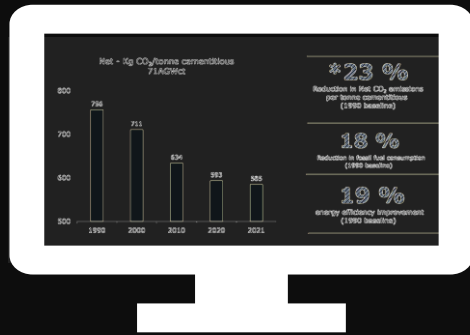 Net - Kg CO₂/tonne cementitious
71AGWct
800
700
600
500
756
711
634
593
585
1990
2000
2010
2020
2021
*23 %
Reduction in Net CO₂ emissions
per tonne cementitious
(1990 baseline)
18 %
Reduction in fossil fuel consumption
(1990 baseline)
19 %
energy efficiency improvement
(1990 baseline)